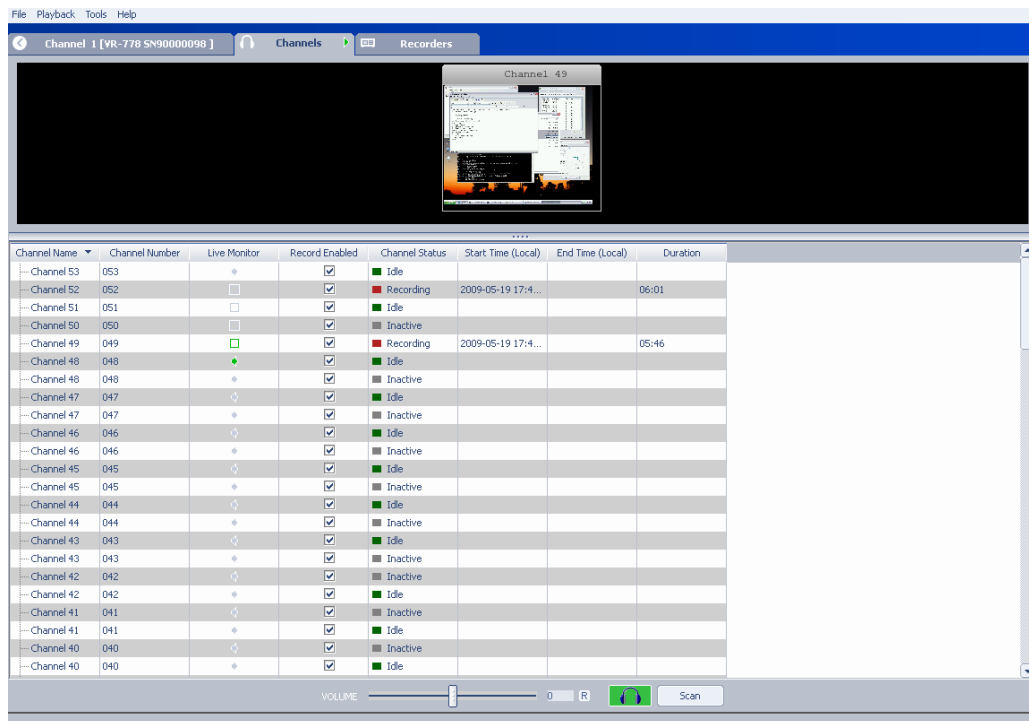 File Playback Tools Help
Channel 1 [VR-778 SN90000098 ] Channels Recorders
Channel 49
Channel Name Channel Number Live Monitor Record Enabled Channel Status Start Time (Local) End Time (Local) Duration
Channel 53 053 Idle
Channel 52 052 Recording 2009-05-19 17:4... 06:01
Channel 51 051 Idle
Channel 50 050 Inactive
Channel 49 049 Recording 2009-05-19 17:4... 05:46
Channel 48 048 Idle
Channel 48 048 Inactive
Channel 47 047 Idle
Channel 47 047 Inactive
Channel 46 046 Idle
Channel 46 046 Inactive
Channel 45 045 Idle
Channel 45 045 Inactive
Channel 44 044 Idle
Channel 44 044 Inactive
Channel 43 043 Idle
Channel 43 043 Inactive
Channel 42 042 Inactive
Channel 42 042 Idle
Channel 41 041 Inactive
Channel 41 041 Idle
Channel 40 040 Inactive
Channel 40 040 Idle
VOLUME 0 R Scan